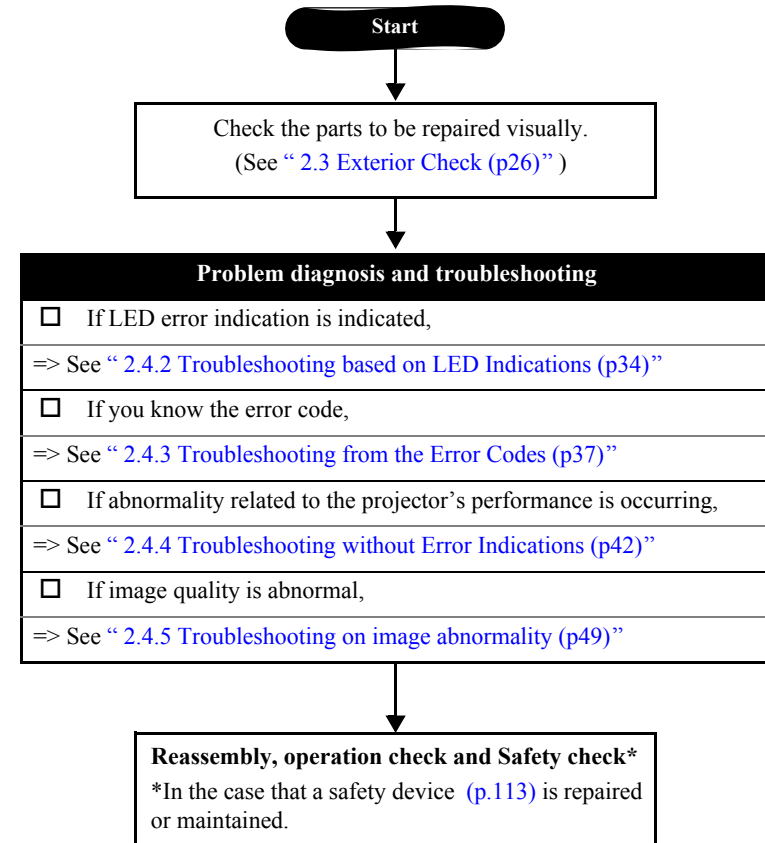 Start
Check the parts to be repaired visually.
(See “ 2.3 Exterior Check (p26)” )
Problem diagnosis and troubleshooting
☐ If LED error indication is indicated,
=> See “ 2.4.2 Troubleshooting based on LED Indications (p34)”
☐ If you know the error code,
=> See “ 2.4.3 Troubleshooting from the Error Codes (p37)”
☐ If abnormality related to the projector’s performance is occurring,
=> See “ 2.4.4 Troubleshooting without Error Indications (p42)”
☐ If image quality is abnormal,
=> See “ 2.4.5 Troubleshooting on image abnormality (p49)”
Reassembly, operation check and Safety check*
*In the case that a safety device (p.113) is repaired
or maintained.